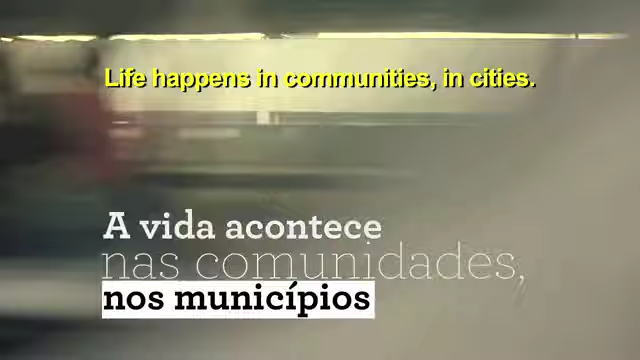 Life happens in communities, in cities.
A vida acontece
nas comunidades,
nos municípios